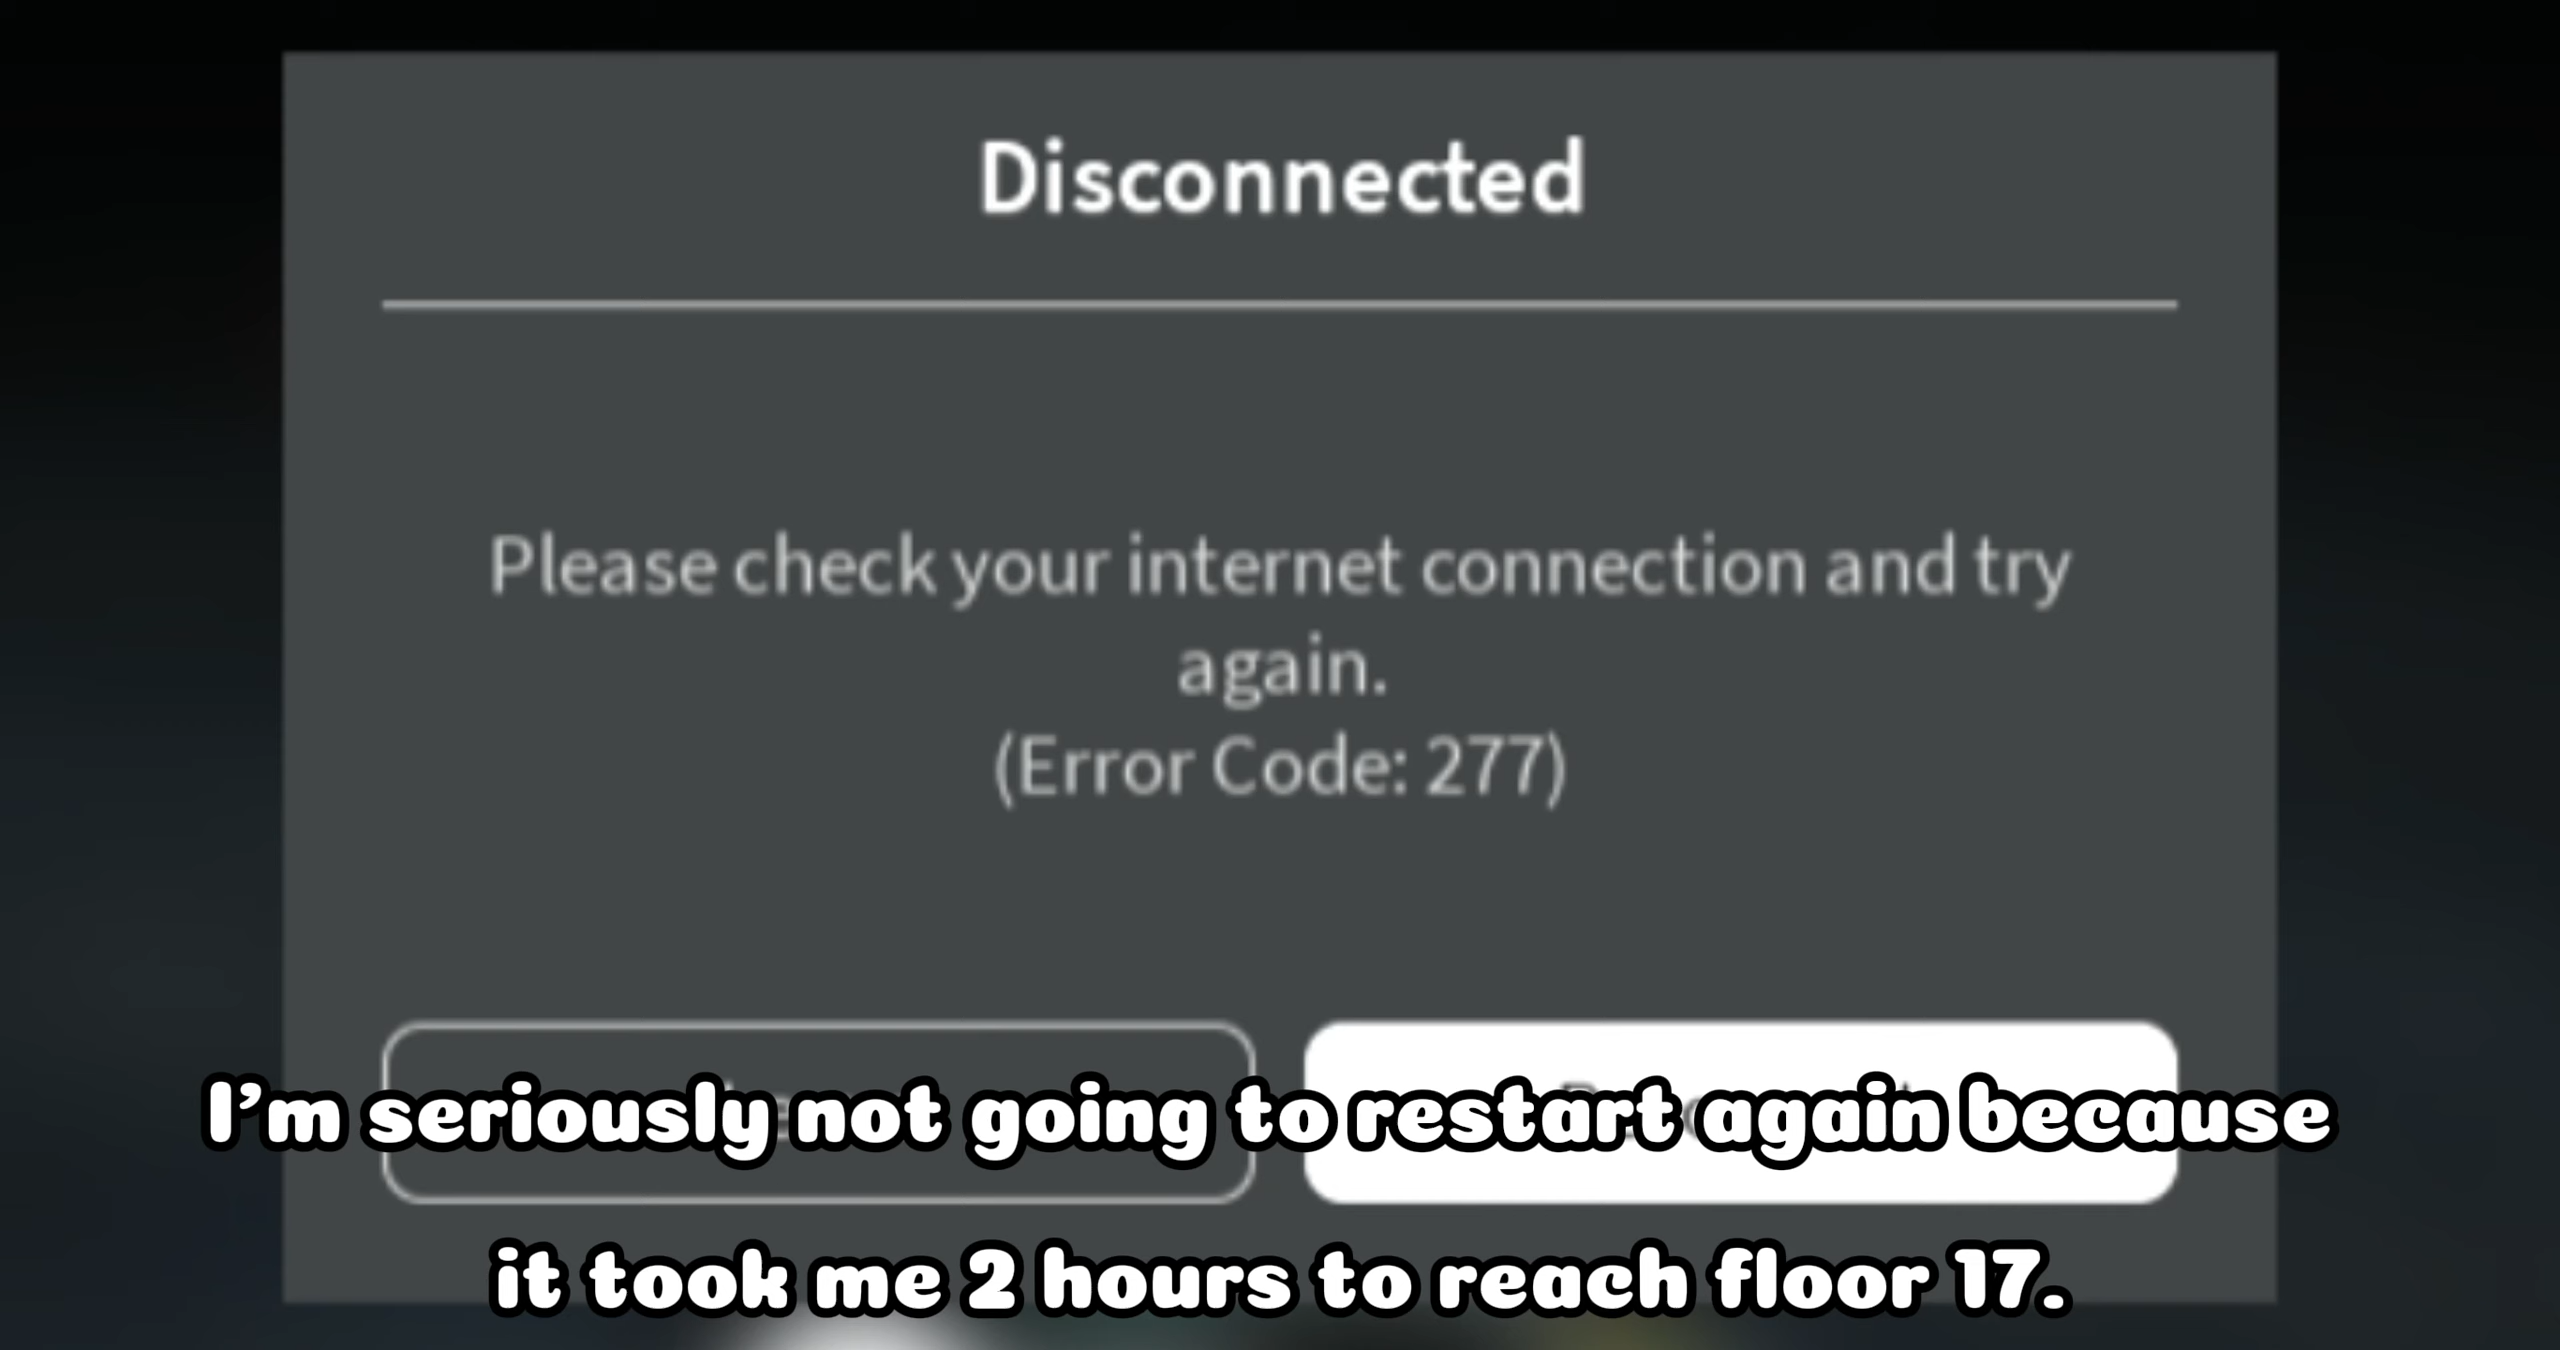 Disconnected
Please check your internet connection and try
again.
(Error Code: 277)
I'm seriously not going to restart again because
it took me 2 hours to reach floor 17.